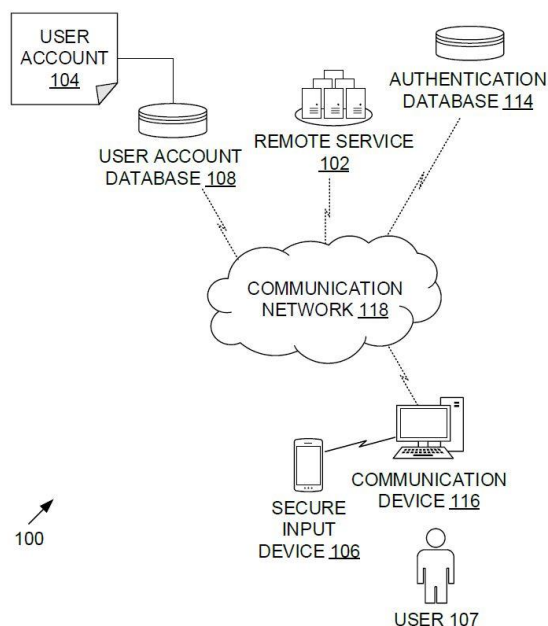 USER
ACCOUNT
104
USER ACCOUNT
DATABASE 108
REMOTE SERVICE
102
AUTHENTICATION
DATABASE 114
COMMUNICATION
NETWORK 118
COMMUNICATION
DEVICE 116
SECURE
INPUT
DEVICE 106
100
USER 107